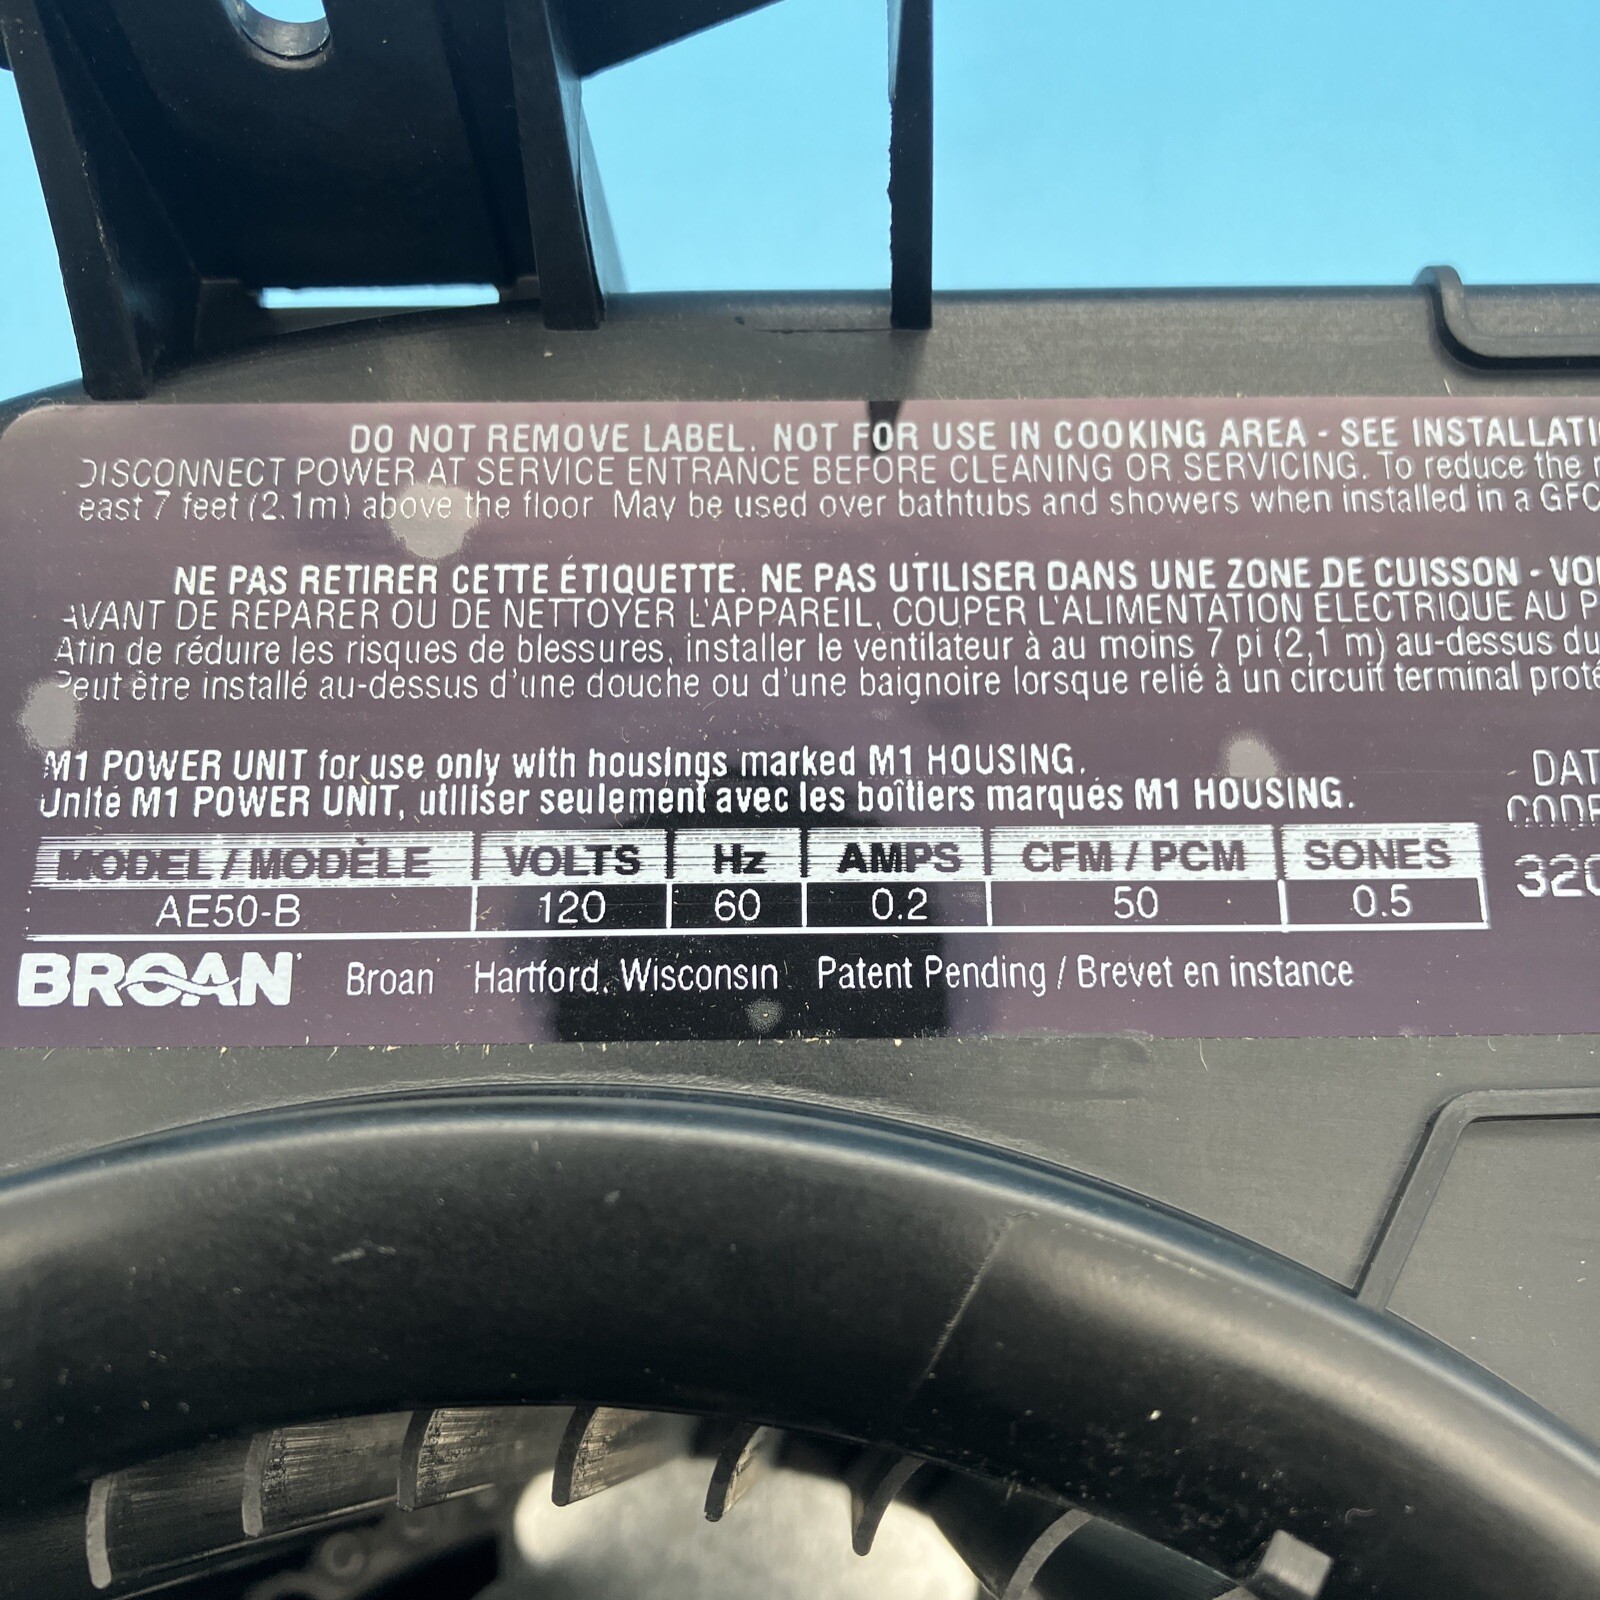 DO NOT REMOVE LABEL. NOT FOR USE IN COOKING AREA - SEE
DISCONNECT POWER AT SERVICE ENTRANCE BEFORE CLEANING OR SERVICING. To reduce the
east 7 feet (2.1m) above the floor May be used over bathtubs and showers when installed in a
NE PAS RETIRER CETTE ÉTIQUETTE. NE PAS UTILISER DANS UNE ZONE DE CUISSON -
AVANT DE RÉPARER OU DE NETTOYER L'APPAREIL, COUPER L'ALIMENTATION ÉLECTRIQUE AU
Afin de réduire les risques de blessures, installer le ventilateur à au moins 7 pi (2,1 m) au-dessus du
Peut être installé au-dessus d'une douche ou d'une baignoire lorsque relié à un circuit terminal
M1 POWER UNIT for use only with housings marked M1 HOUSING.
Unité M1 POWER UNIT, utiliser seulement avec les boîtiers marqués M1 HOUSING.
MODEL / MODÈLE VOLTS Hz AMPS CFM / PCM SONES
AE50-B 120 60 0.2 50 0.5
BROAN Broan Hartford, Wisconsin Patent Pending / Brevet en instance